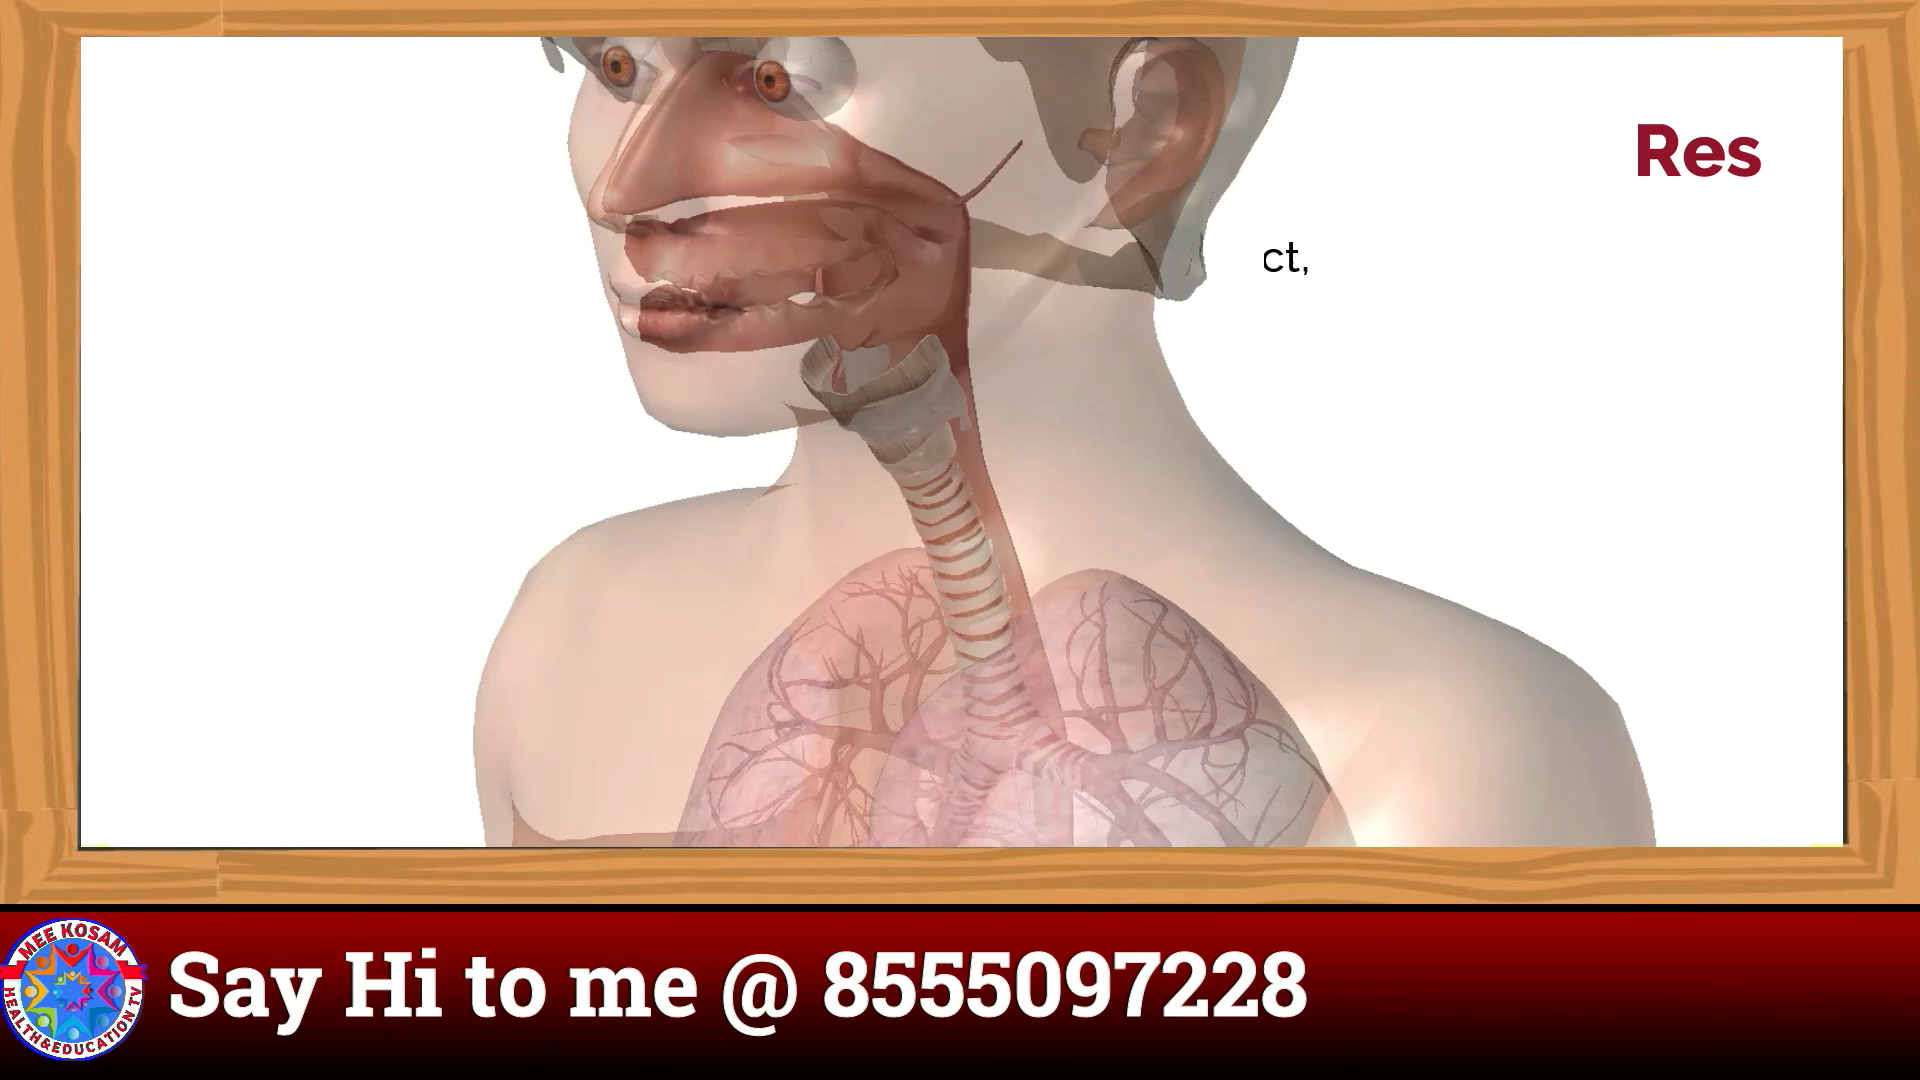 Res
ct,
MEE KOSAM
HEALTH&EDUCATION TV
Say Hi to me @ 8555097228